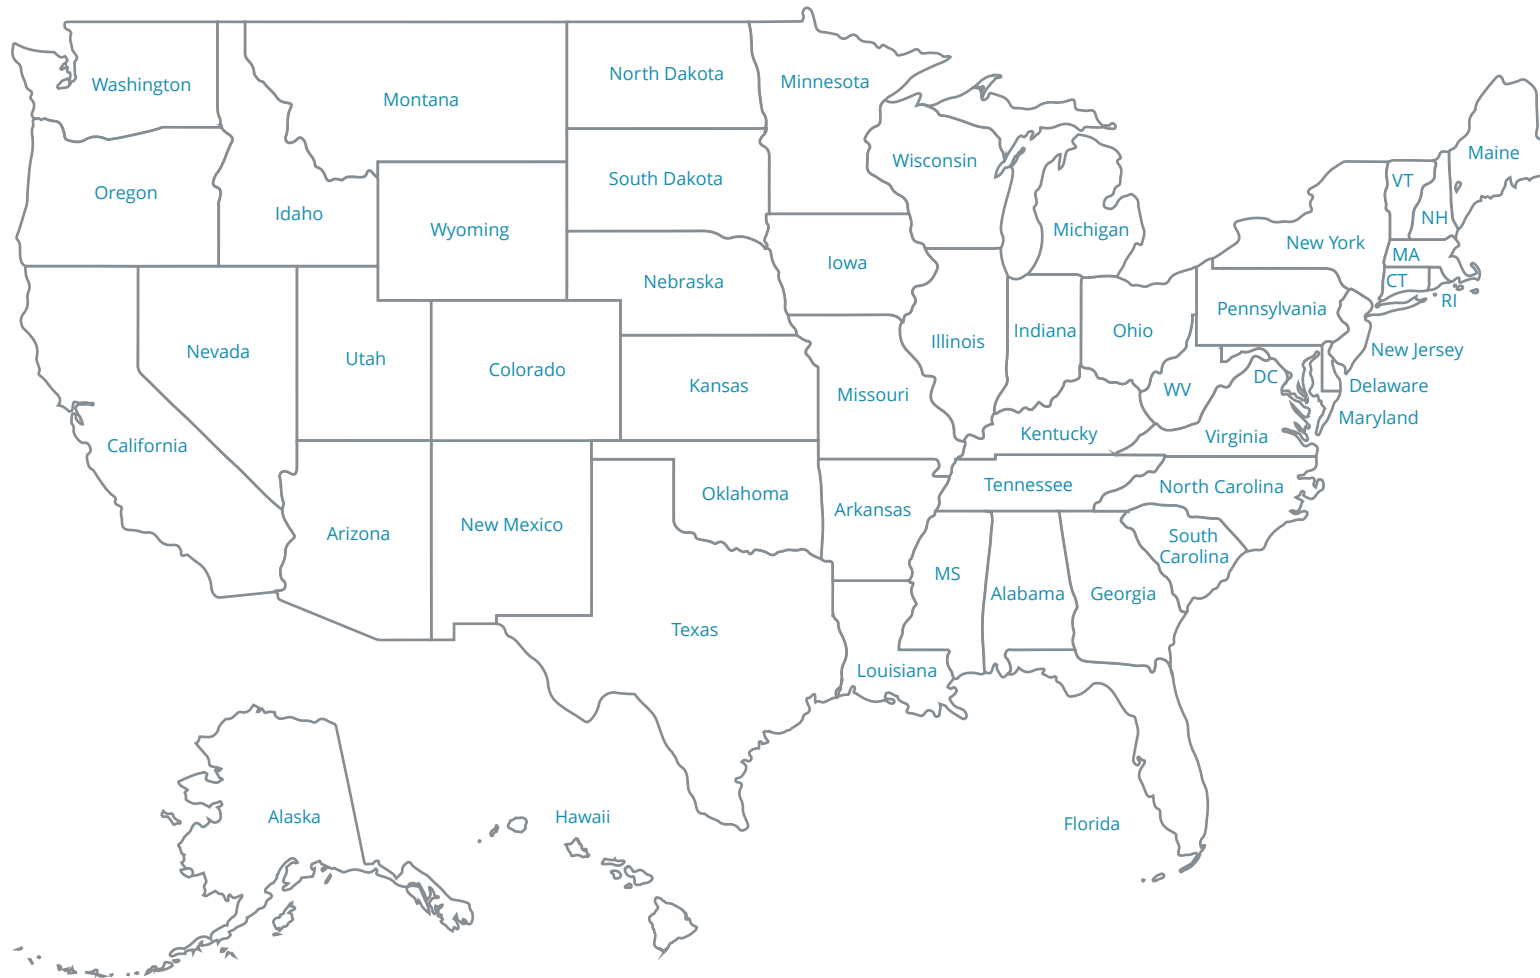 North Dakota
Minnesota
Washington
Montana
Maine
Wisconsin
South Dakota
VT
Oregon
Idaho
NH
Wyoming
Michigan
New York
MA
Iowa
Nebraska
CT
RI
Pennsylvania
Indiana
Ohio
Illinois
New Jersey
Nevada
Utah
Colorado
DC
Kansas
Delaware
WV
Missouri
Maryland
Kentucky
Virginia
California
Tennessee
North Carolina
Oklahoma
Arkansas
New Mexico
Arizona
South
Carolina
MS
Alabama
Georgia
Texas
Louisiana
Alaska
Hawaii
Florida